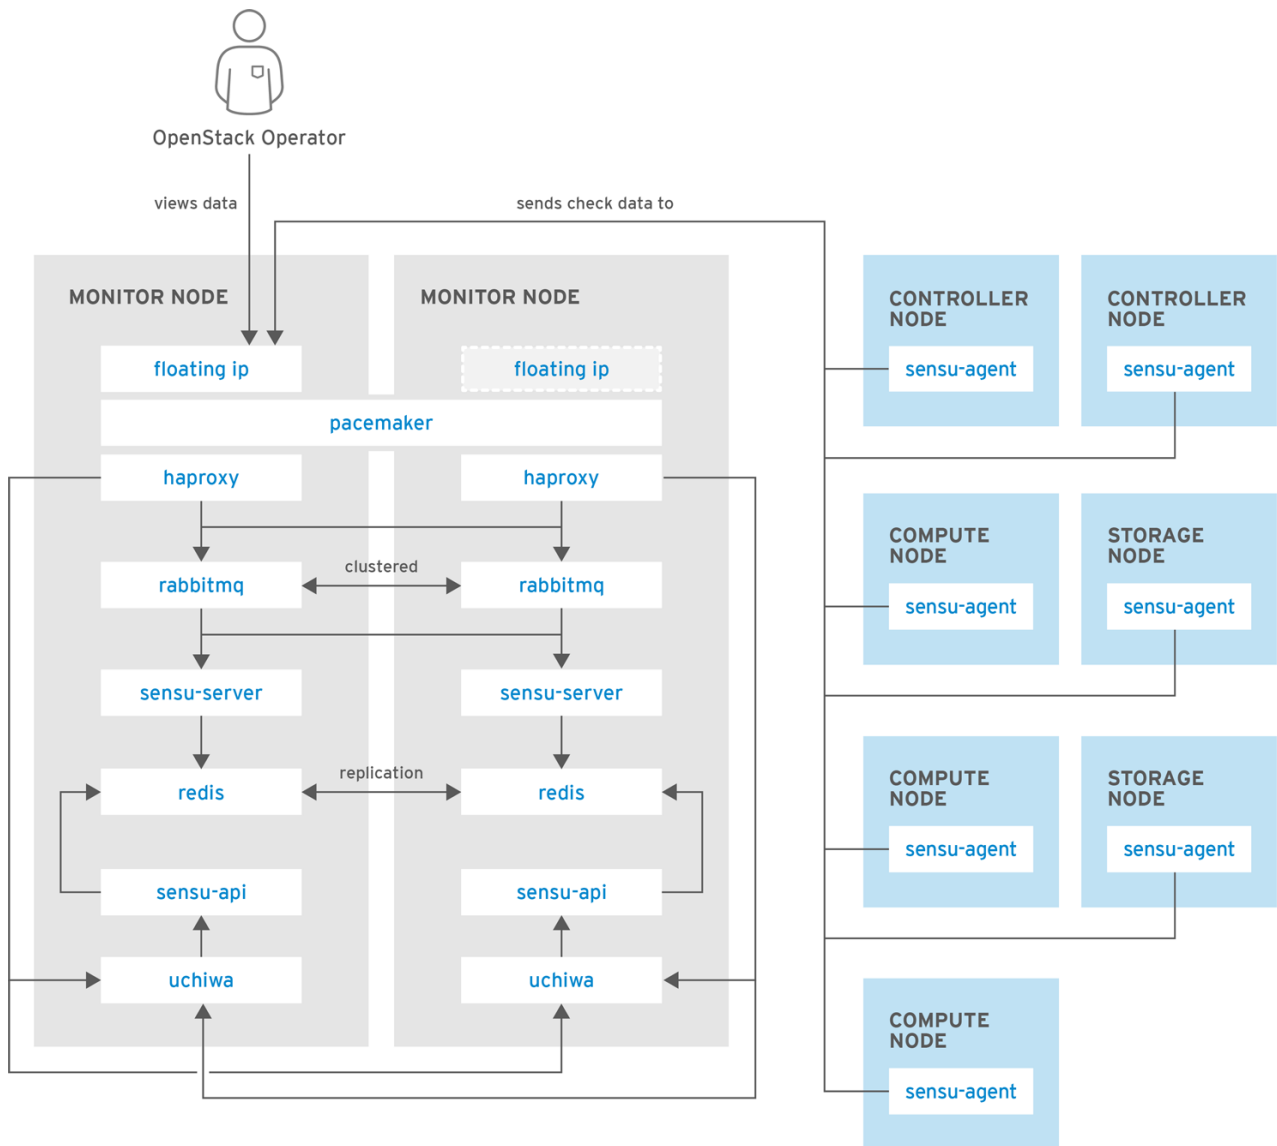 OpenStack Operator
views data
sends check data to
MONITOR NODE
floating ip
MONITOR NODE
floating ip
pacemaker
haproxy
haproxy
rabbitmq
clustered
rabbitmq
sensu-server
sensu-server
redis
replication
redis
sensu-api
sensu-api
uchiwa
uchiwa
CONTROLLER
NODE
sensu-agent
CONTROLLER
NODE
sensu-agent
COMPUTE
NODE
sensu-agent
STORAGE
NODE
sensu-agent
COMPUTE
NODE
sensu-agent
STORAGE
NODE
sensu-agent
COMPUTE
NODE
sensu-agent